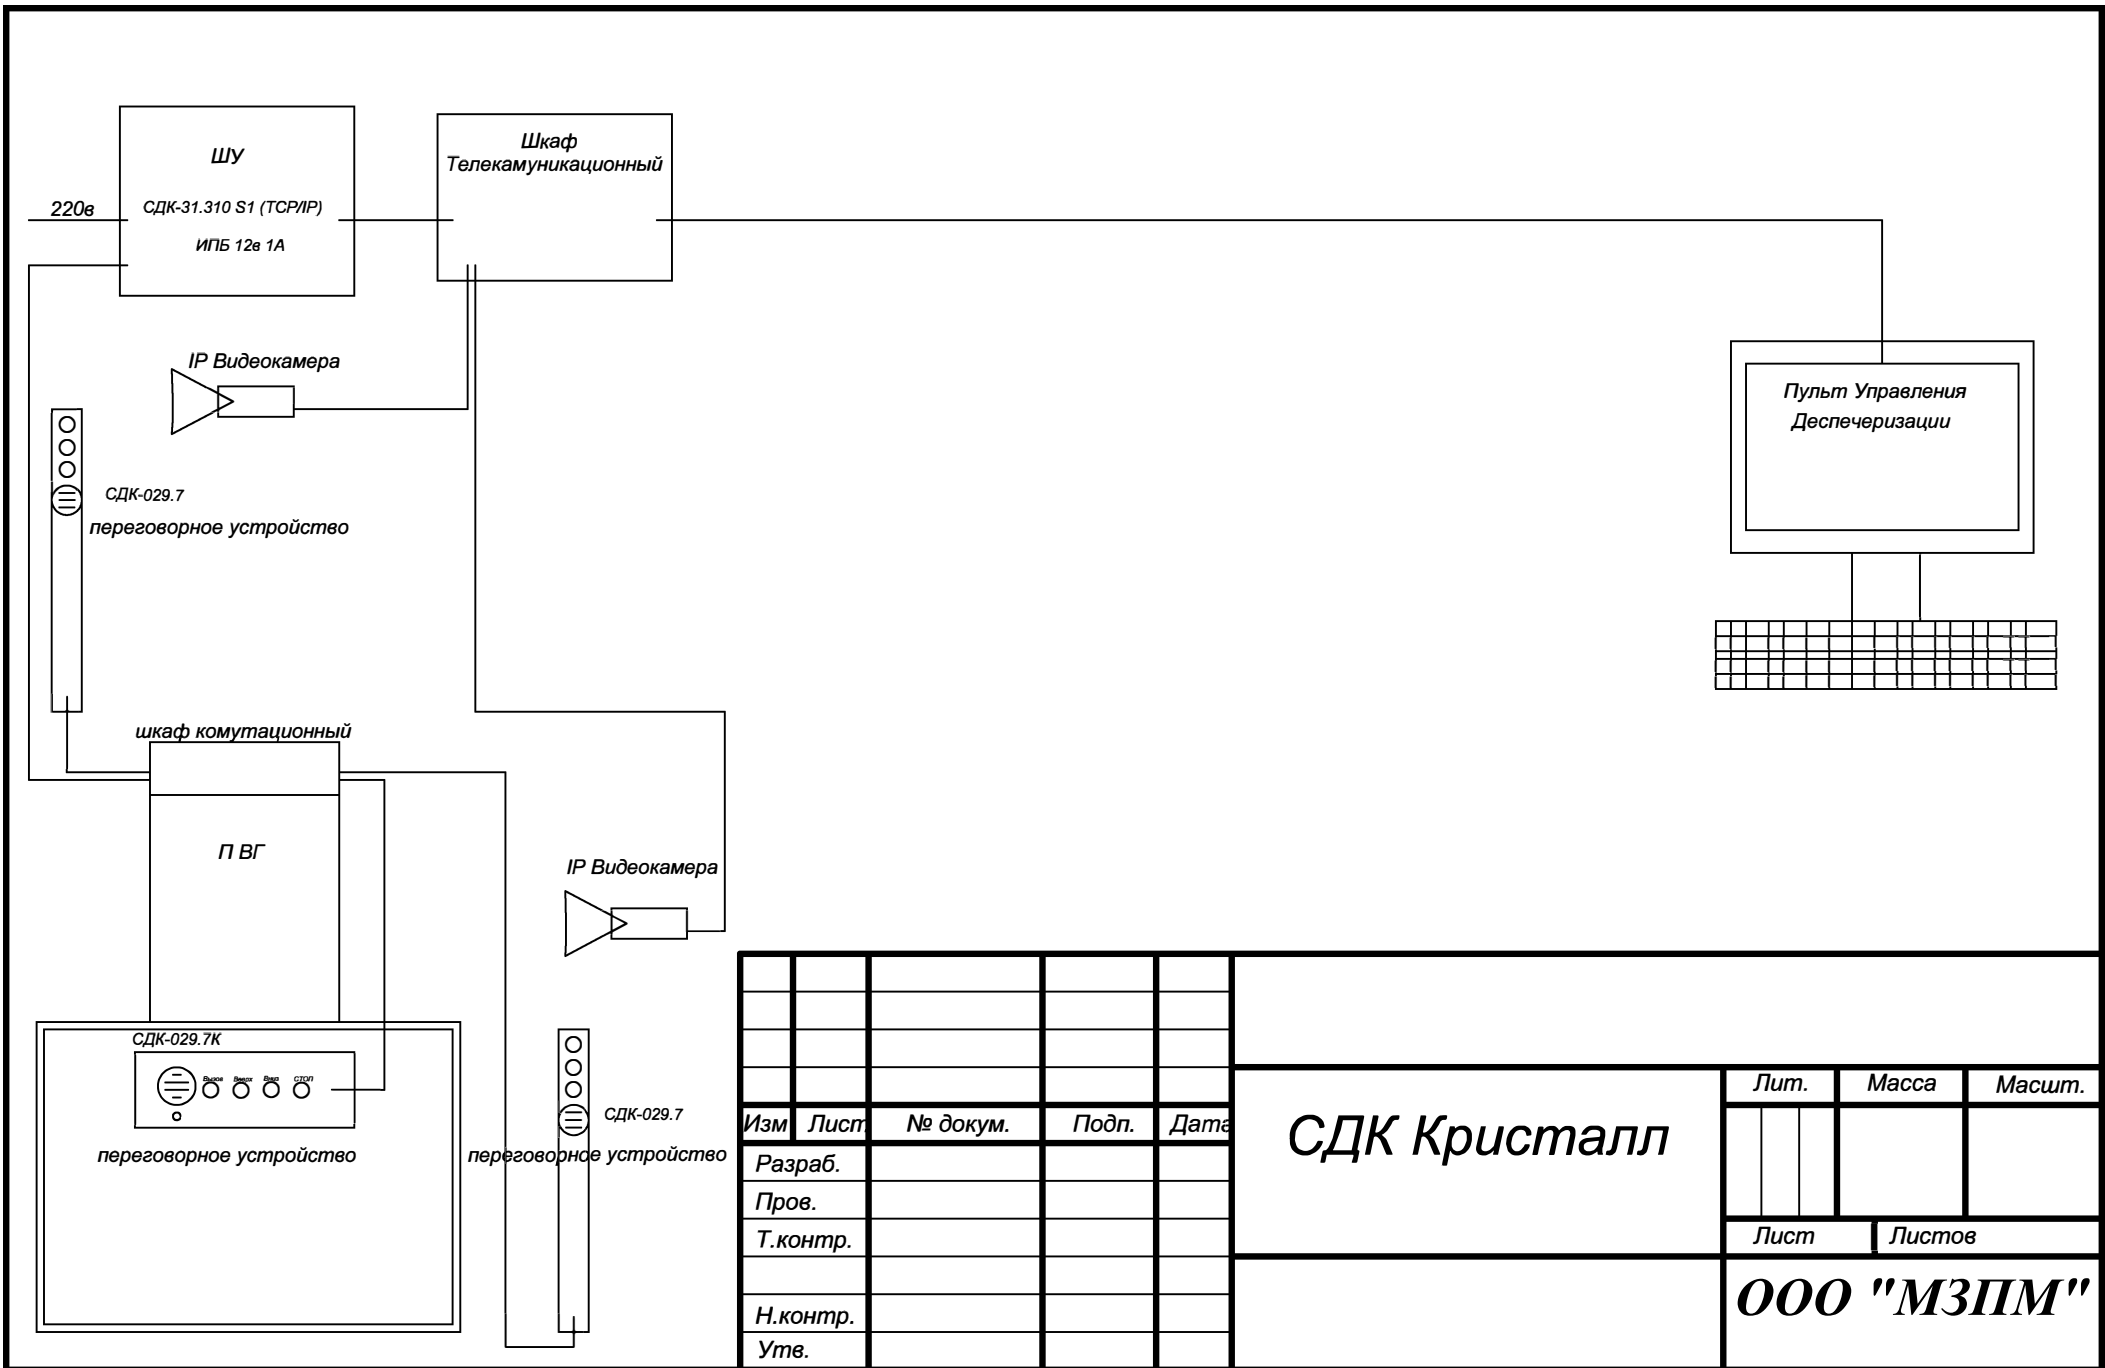 ШУ
СДК-31.310 S1 (TCP/IP)
ИПБ 12в 1А
220в
Шкаф
Телекамуникационный
IP Видеокамера
СДК-029.7
переговорное устройство
Пульт Управления
Деспечеризации
шкаф комутационный
П ВГ
IP Видеокамера
СДК-029.7К
Вызов Вверх Вниз СТОП
переговорное устройство
СДК-029.7
переговорное устройство
Изм Лист № докум. Подп. Дата
Разраб.
Пров.
Т.контр.
Н.контр.
Утв.
СДК Кристалл
Лит. Масса Масшт.
Лист Листов
ООО "МЗПМ"